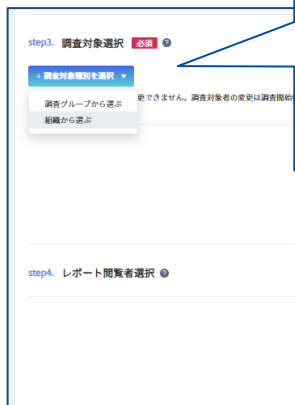 step3. 調査対象選択 必須 ?
+ 調査対象種別を選択 ▼
更できません。調査対象者の変更は調査開始
調査グループから選ぶ
組織から選ぶ
step4. レポート閲覧者選択 ?